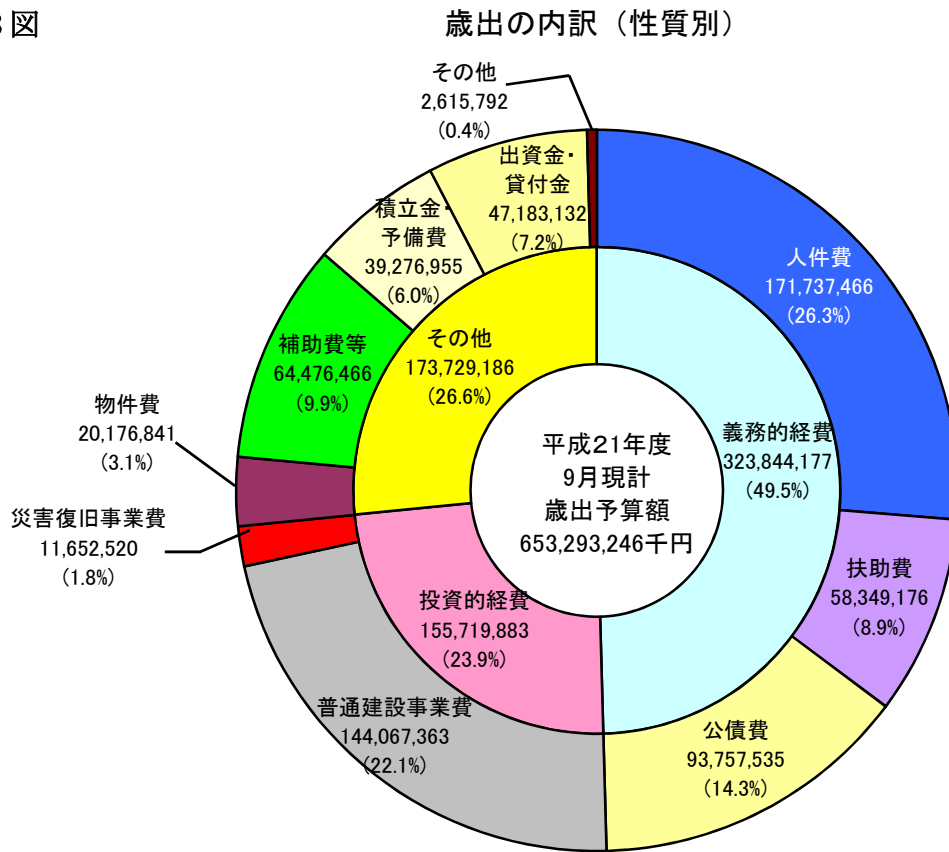 図
歳出の内訳（性質別）
その他
2,615,792
（0.4%）
出資金・
貸付金
47,183,132
（7.2%）
積立金・
予備費
39,276,955
（6.0%）
人件費
171,737,466
（26.3%）
補助費等
64,476,466
（9.9%）
その他
173,729,186
（26.6%）
物件費
20,176,841
（3.1%）
義務的経費
323,844,177
（49.5%）
平成21年度
9月現計
歳出予算額
653,293,246千円
災害復旧事業費
11,652,520
（1.8%）
扶助費
58,349,176
（8.9%）
投資的経費
155,719,883
（23.9%）
普通建設事業費
144,067,363
（22.1%）
公債費
93,757,535
（14.3%）